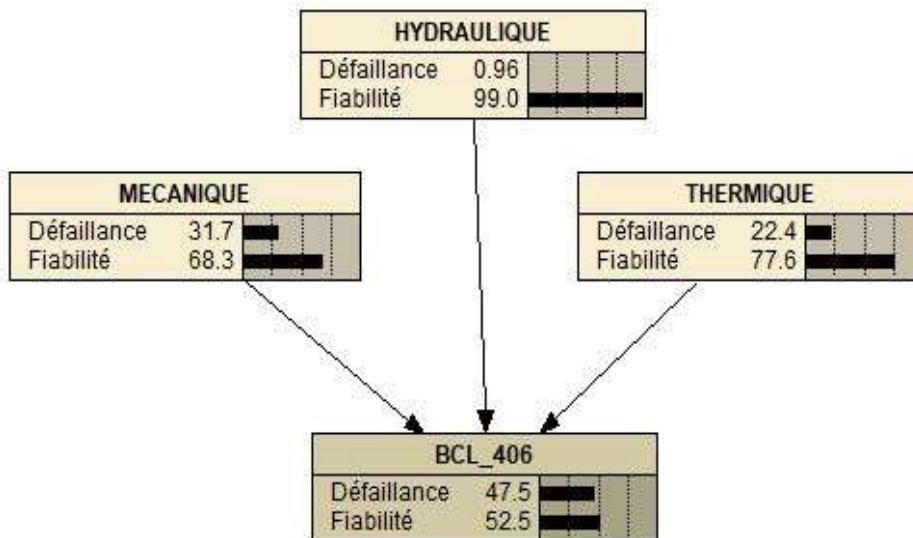 HYDRAULIQUE
Défaillance 0.96
Fiabilité 99.0
MECANIQUE
Défaillance 31.7
Fiabilité 68.3
THERMIQUE
Défaillance 22.4
Fiabilité 77.6
BCL_406
Défaillance 47.5
Fiabilité 52.5